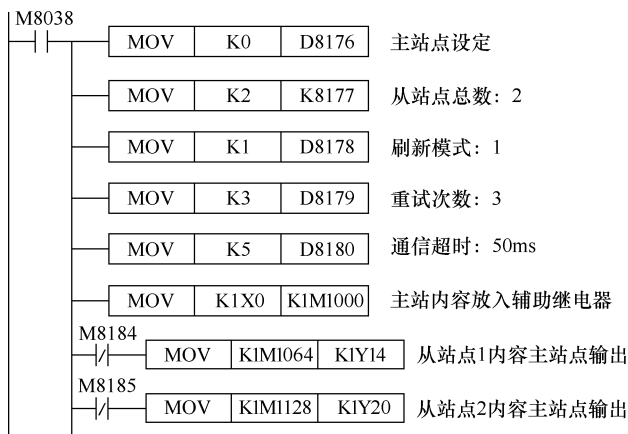 M8038
MOV K0 D8176 主站点设定
MOV K2 K8177 从站点总数：2
MOV K1 D8178 刷新模式：1
MOV K3 D8179 重试次数：3
MOV K5 D8180 通信超时：50ms
MOV K1X0 K1M1000 主站内容放入辅助继电器
M8184
MOV K1M1064 K1Y14 从站点1内容主站点输出
M8185
MOV K1M1128 K1Y20 从站点2内容主站点输出